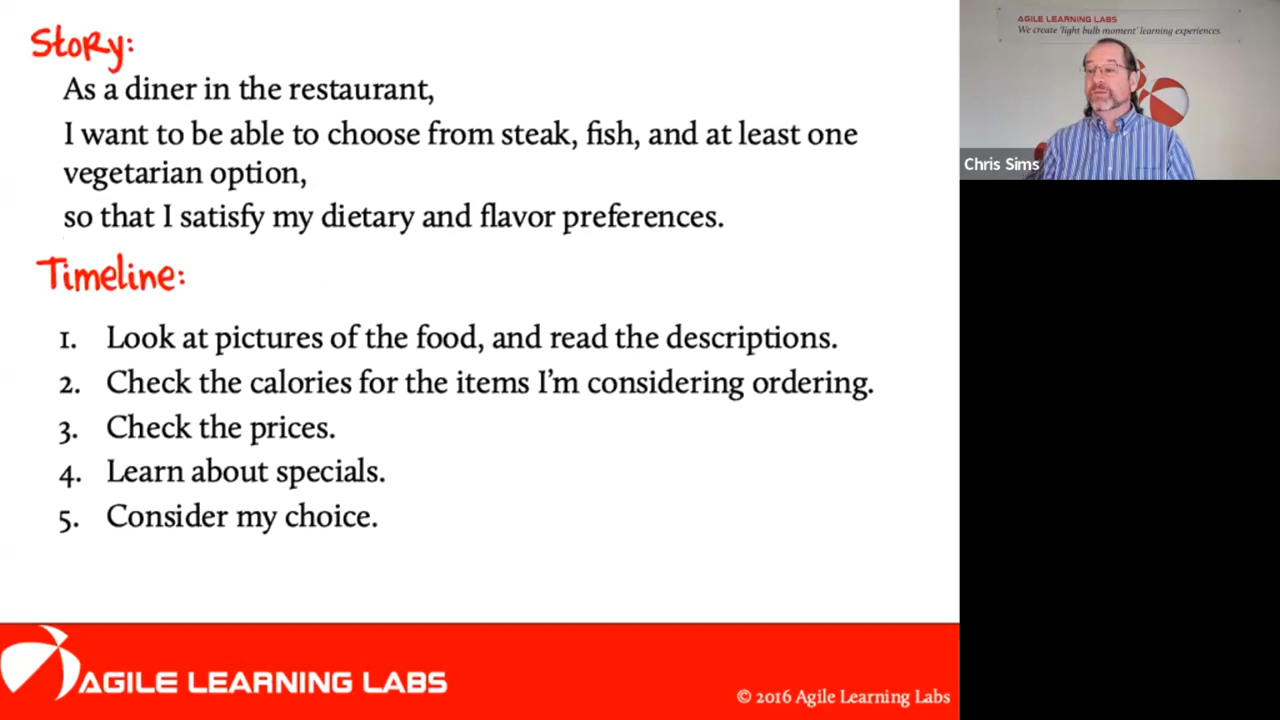 Story:
As a diner in the restaurant,
I want to be able to choose from steak, fish, and at least one
vegetarian option,
so that I satisfy my dietary and flavor preferences.
Timeline:
1. Look at pictures of the food, and read the descriptions.
2. Check the calories for the items I'm considering ordering.
3. Check the prices.
4. Learn about specials.
5. Consider my choice.
AGILE LEARNING LABS
© 2016 Agile Learning Labs
AGILE LEARNING LABS
We create 'light bulb moment' learning experiences.
Chris Sims